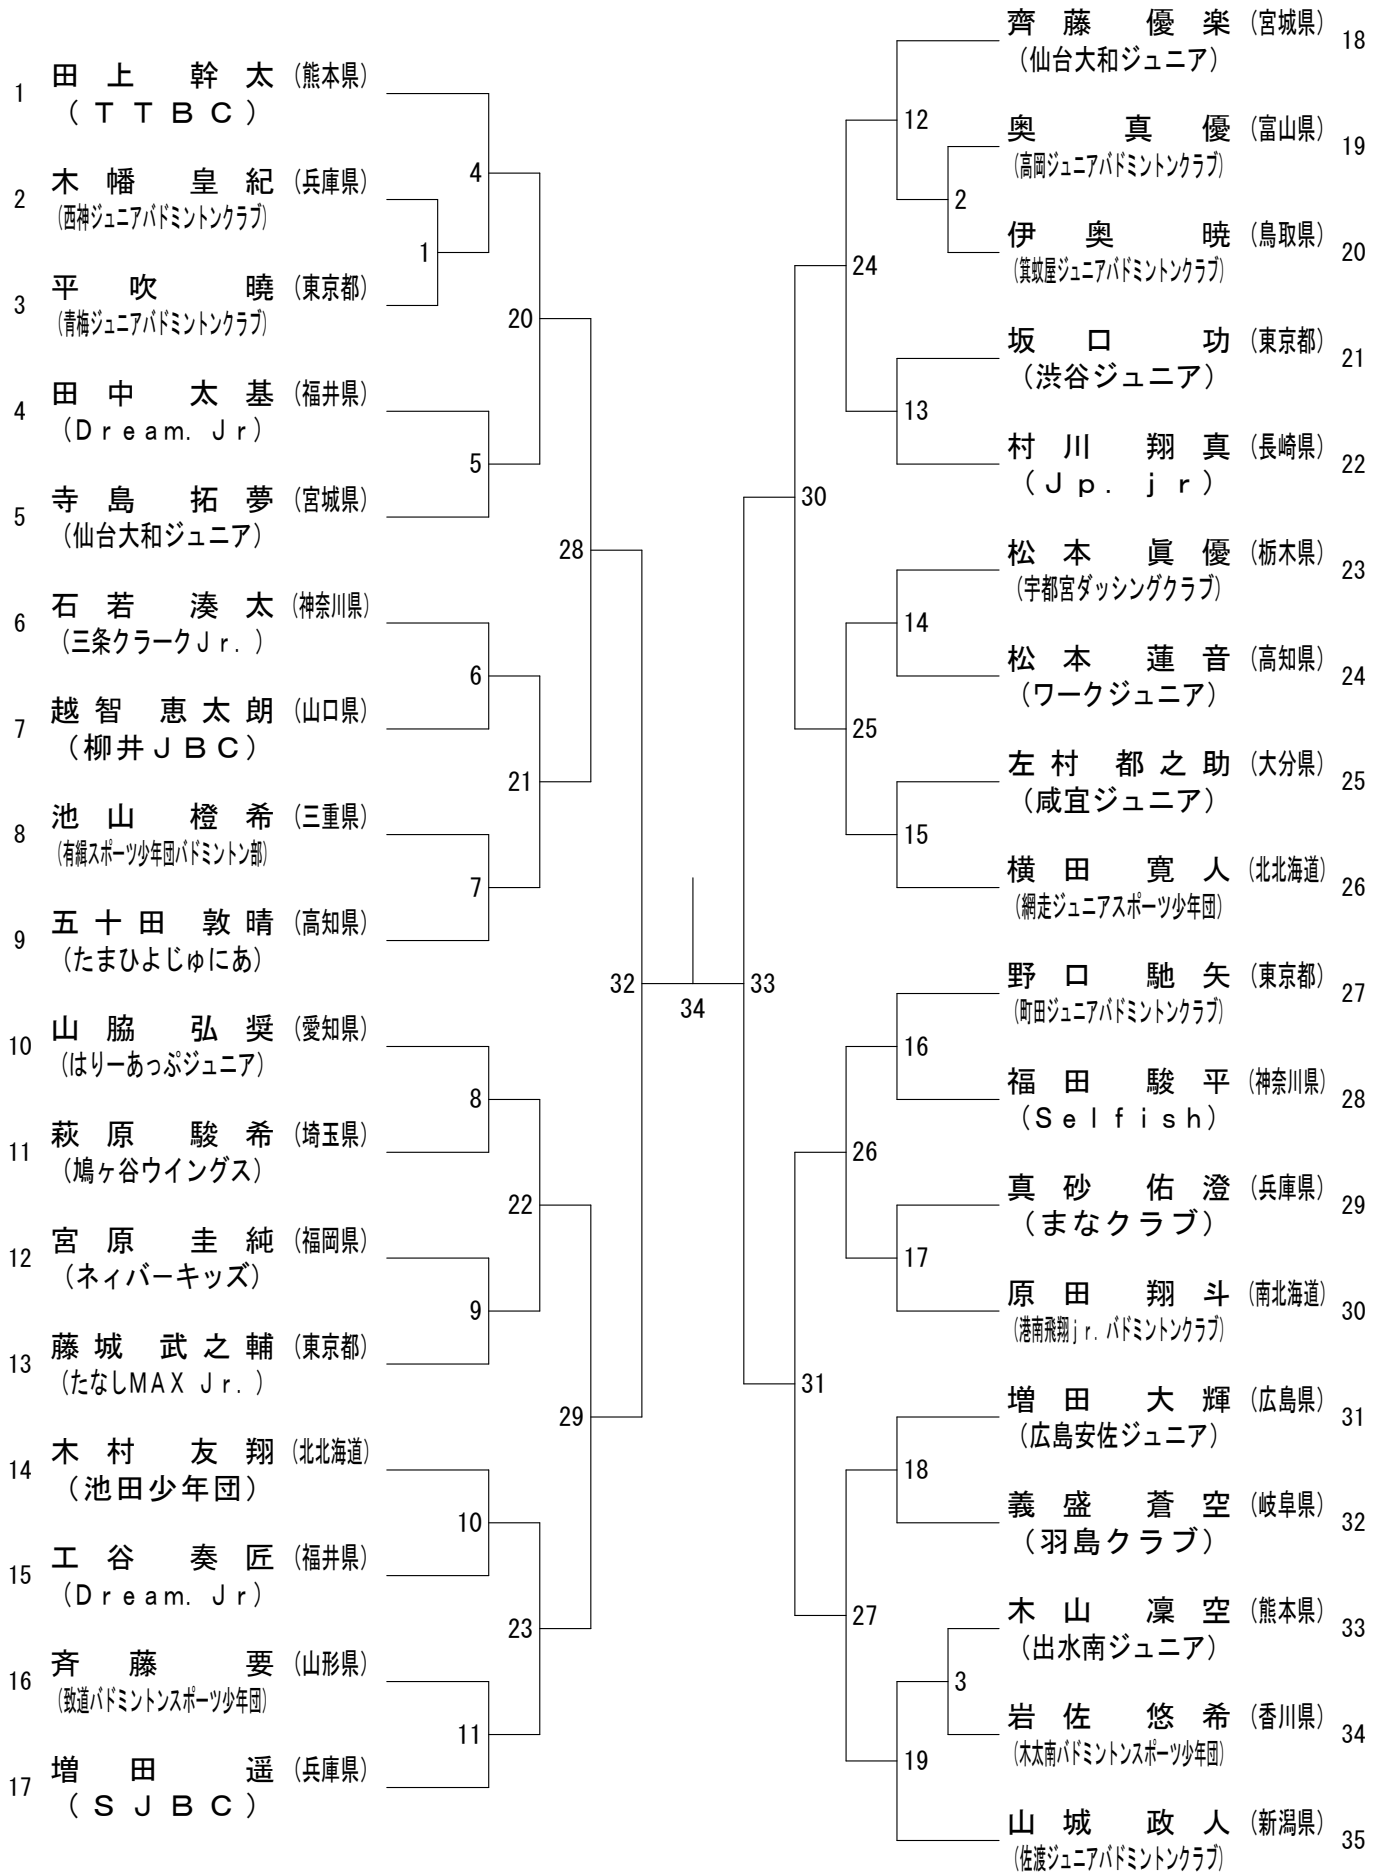 1 田上 幹太 (熊本県)
(TTBC)
2 木幡 皇紀 (兵庫県)
(西神ジュニアバドミントンクラブ)
3 平吹 曉 (東京都)
(青梅ジュニアバドミントンクラブ)
4 田中 太基 (福井県)
(Dream. Jr)
5 寺島 拓夢 (宮城県)
(仙台大和ジュニア)
6 石若 湊太 (神奈川県)
(三条クラークJr. )
7 越智 恵太朗 (山口県)
(柳井JBC)
8 池山 橙希 (三重県)
(有緝スポーツ少年団バドミントン部)
9 五十田 敦晴 (高知県)
(たまひよじゅにあ)
10 山脇 弘奨 (愛知県)
(はりーあっぷジュニア)
11 萩原 駿希 (埼玉県)
(鳩ヶ谷ウイングス)
12 宮原 圭純 (福岡県)
(ネィバーキッズ)
13 藤城 武之輔 (東京都)
(たなしMAX Jr. )
14 木村 友翔 (北北海道)
(池田少年団)
15 工谷 奏匠 (福井県)
(Dream. Jr)
16 斉藤 要 (山形県)
(致道バドミントンスポーツ少年団)
17 増田 遥 (兵庫県)
(SJBC)
1
4
5
6
7
8
9
10
11
20
21
22
23
28
29
32
34
33
30
31
24
25
26
27
12
13
14
15
16
17
18
19
2
3
齊藤 優楽 (宮城県) 18
(仙台大和ジュニア)
奥 真優 (富山県) 19
(高岡ジュニアバドミントンクラブ)
伊奥 暁 (鳥取県) 20
(箕蚊屋ジュニアバドミントンクラブ)
坂口 功 (東京都) 21
(渋谷ジュニア)
村川 翔真 (長崎県) 22
(Jp. jr)
松本 眞優 (栃木県) 23
(宇都宮ダッシングクラブ)
松本 蓮音 (高知県) 24
(ワークジュニア)
左村 都之助 (大分県) 25
(咸宜ジュニア)
横田 寛人 (北北海道) 26
(網走ジュニアスポーツ少年団)
野口 馳矢 (東京都) 27
(町田ジュニアバドミントンクラブ)
福田 駿平 (神奈川県) 28
(Selfish)
真砂 佑澄 (兵庫県) 29
(まなクラブ)
原田 翔斗 (南北海道) 30
(港南飛翔jr. バドミントンクラブ)
増田 大輝 (広島県) 31
(広島安佐ジュニア)
義盛 蒼空 (岐阜県) 32
(羽島クラブ)
木山 凜空 (熊本県) 33
(出水南ジュニア)
岩佐 悠希 (香川県) 34
(木太南バドミントンスポーツ少年団)
山城 政人 (新潟県) 35
(佐渡ジュニアバドミントンクラブ)